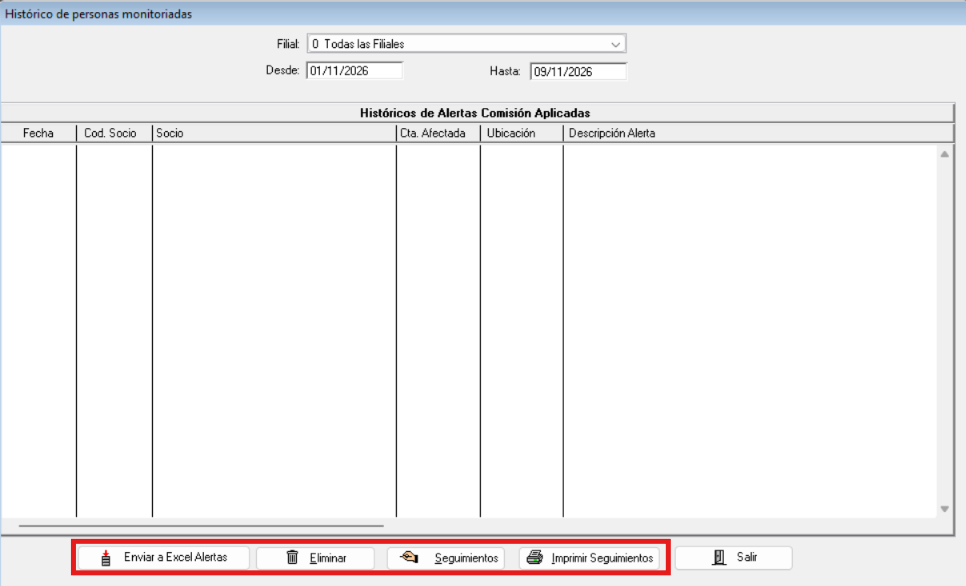 Histórico de personas monitoriadas
Filial: 0 Todas las Filiales
Desde: 01/11/2026 Hasta: 09/11/2026
Históricos de Alertas Comisión Aplicadas
Fecha Cod. Socio Socio Cta. Afectada Ubicación Descripción Alerta
Enviar a Excel Alertas Eliminar Seguimientos Imprimir Seguimientos Salir